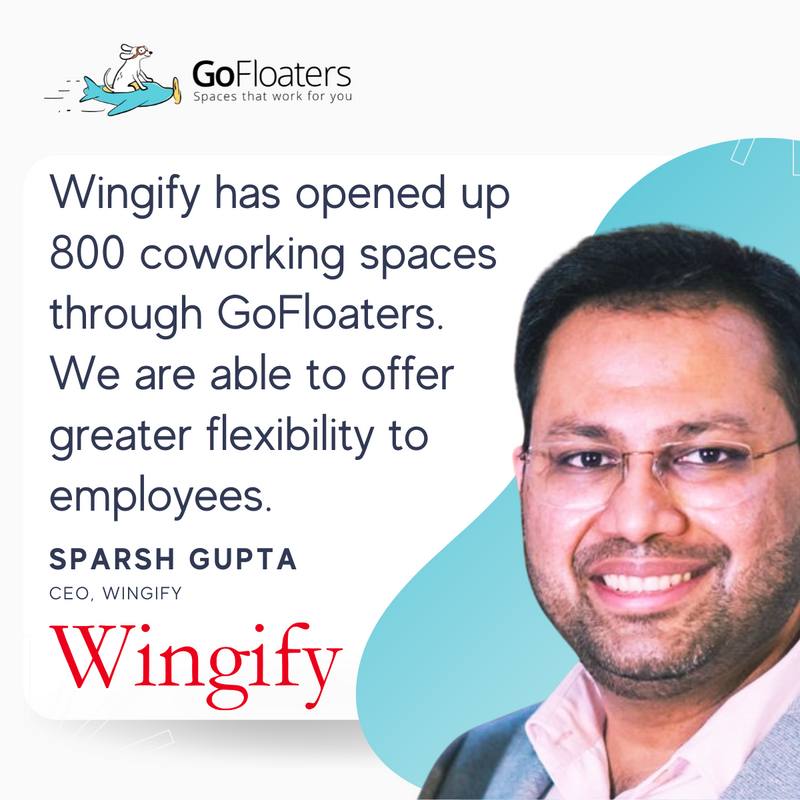 GoFloaters
Spaces that work for you
Wingify has opened up
800 coworking spaces
through GoFloaters.
We are able to offer
greater flexibility to
employees.
SPARSH GUPTA
CEO, WINGIFY
Wingify